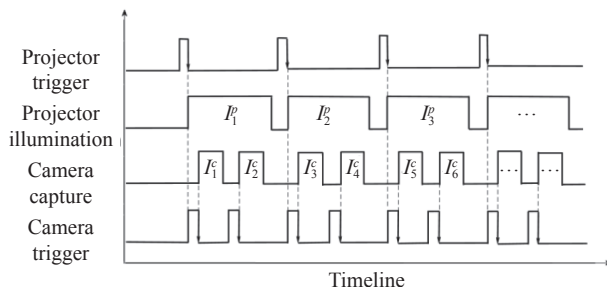 Projector
trigger
Projector
illumination
I₁ᵖ I₂ᵖ I₃ᵖ ···
Camera
capture
I₁ᶜ I₂ᶜ I₃ᶜ I₄ᶜ I₅ᶜ I₆ᶜ ··· ···
Camera
trigger
Timeline